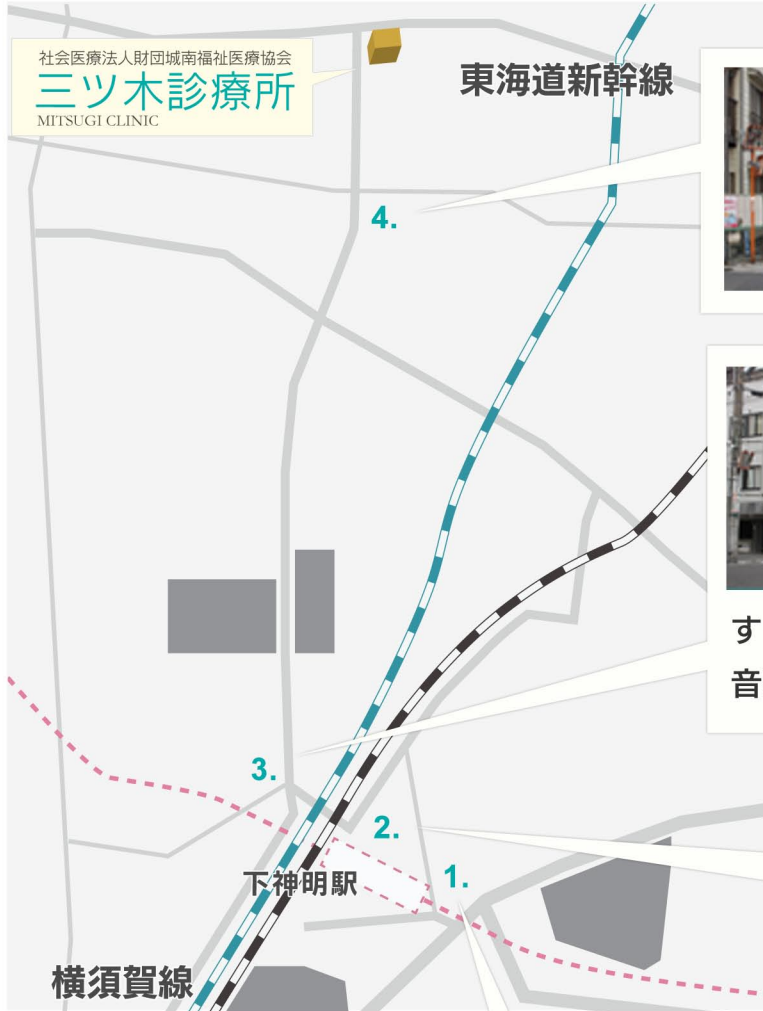 社会医療法人財団城南福祉医療協会
三ツ木診療所
MITSUGI CLINIC
東海道新幹線
4.
す
音
3.
2.
下神明駅
1.
横須賀線